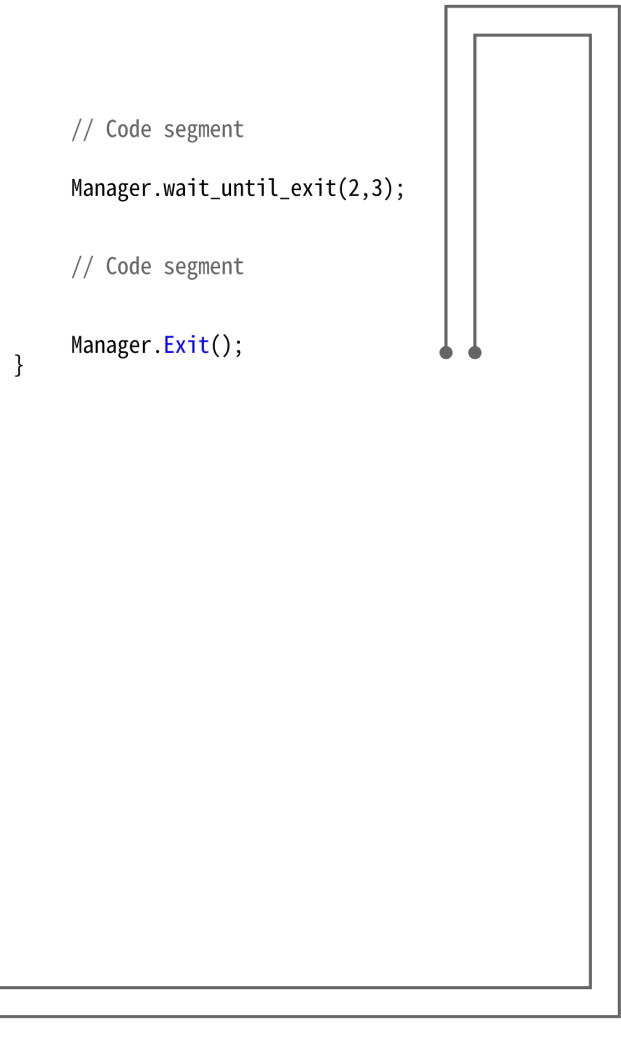 // Code segment
Manager.wait_until_exit(2,3);
// Code segment
Manager.Exit();
}